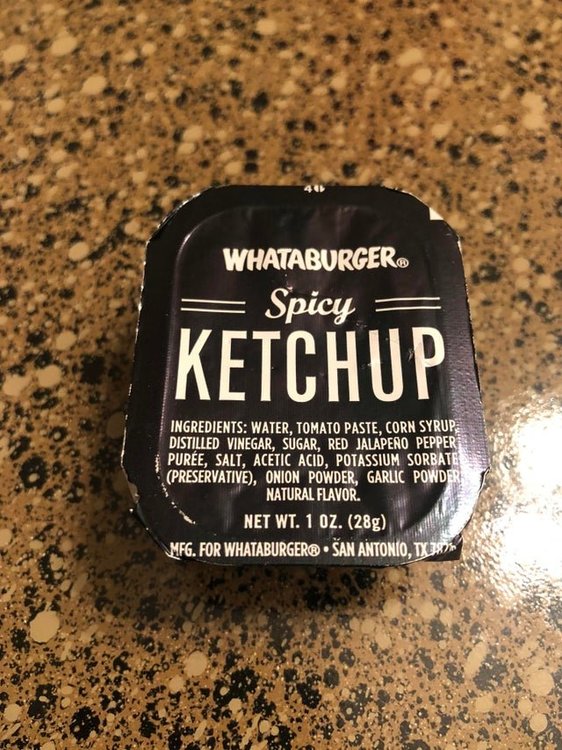 40
WHATABURGER®
Spicy
KETCHUP
INGREDIENTS: WATER, TOMATO PASTE, CORN SYRUP,
DISTILLED VINEGAR, SUGAR, RED JALAPEÑO PEPPER
PURÉE, SALT, ACETIC ACID, POTASSIUM SORBATE
(PRESERVATIVE), ONION POWDER, GARLIC POWDER,
NATURAL FLAVOR.
NET WT. 1 OZ. (28g)
MFG. FOR WHATABURGER® • SAN ANTONIO, TX